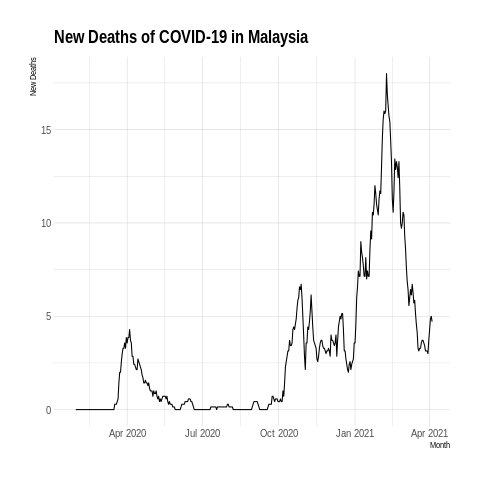 New Deaths of COVID-19 in Malaysia
New Deaths
15
10
5
0
Apr 2020 Jul 2020 Oct 2020 Jan 2021 Apr 2021
Month